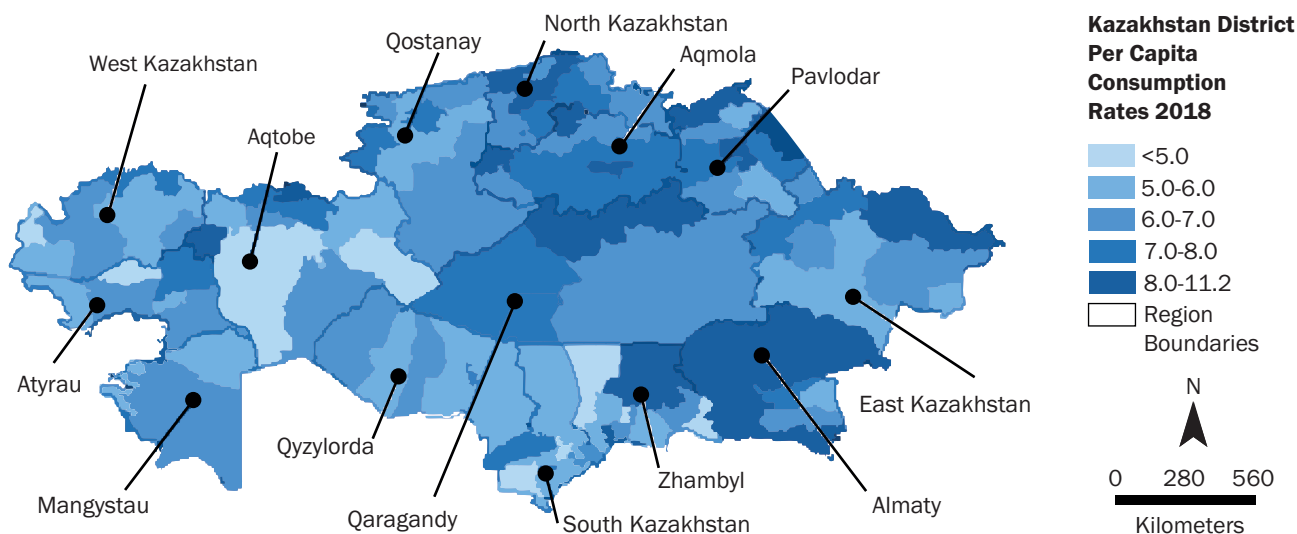 North Kazakhstan
Qostanay
Aqmola
West Kazakhstan
Pavlodar
Aqtobe
Atyrau
East Kazakhstan
Qyzylorda
Zhambyl
Mangystau
Qaragandy
South Kazakhstan
Almaty
Kazakhstan District
Per Capita
Consumption
Rates 2018
<5.0
5.0-6.0
6.0-7.0
7.0-8.0
8.0-11.2
Region
Boundaries
N
0 280 560
Kilometers